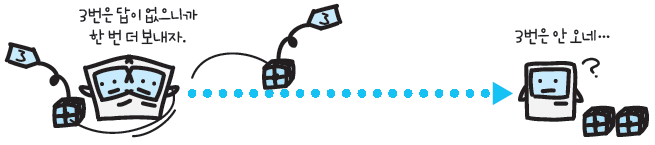 3번은 답이 없으니까
한 번 더 보내자.
3
3
3번은 안 오네…
?